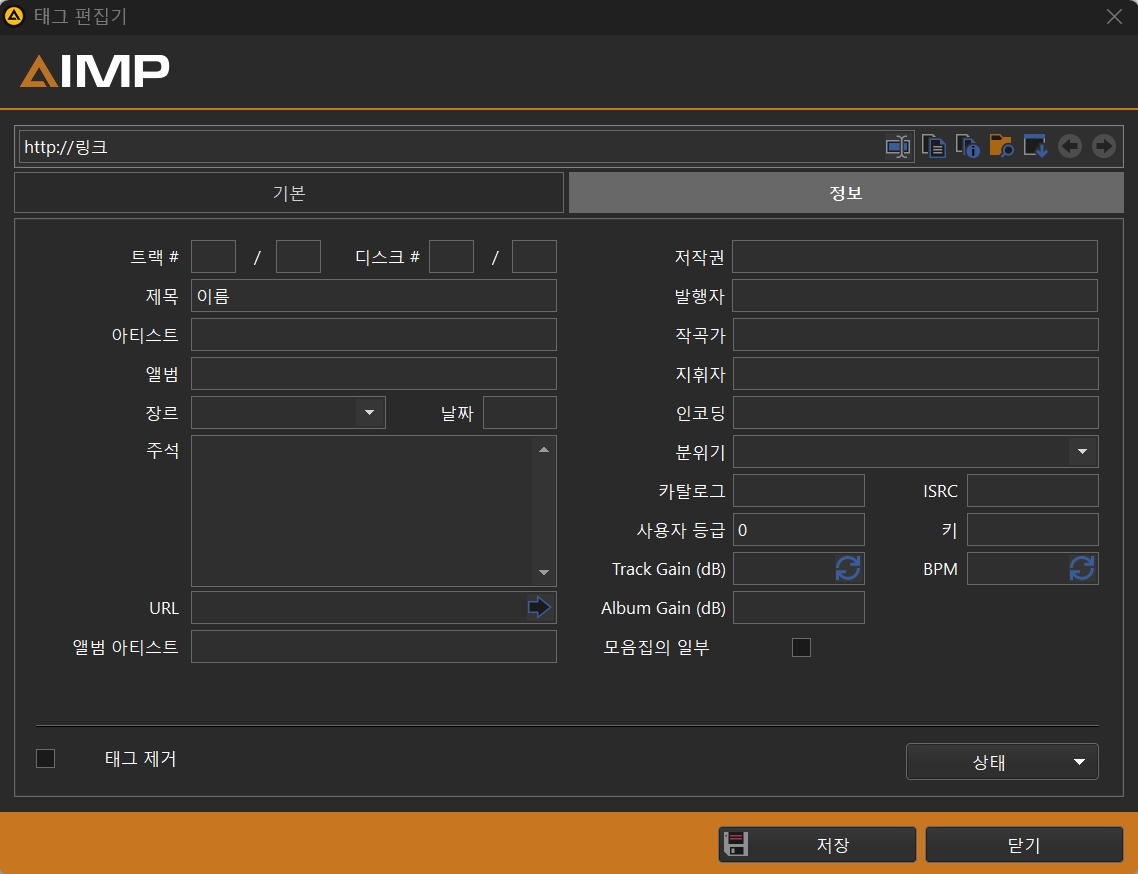 태그 편집기
AIMP
http://링크
기본 정보
트랙 # / 디스크 # /
제목 이름
아티스트
앨범
장르 날짜
주석
URL
앨범 아티스트
저작권
발행자
작곡가
지휘자
인코딩
분위기
카탈로그 ISRC
사용자 등급 0 키
Track Gain (dB) BPM
Album Gain (dB)
모음집의 일부
태그 제거 상태
저장 닫기